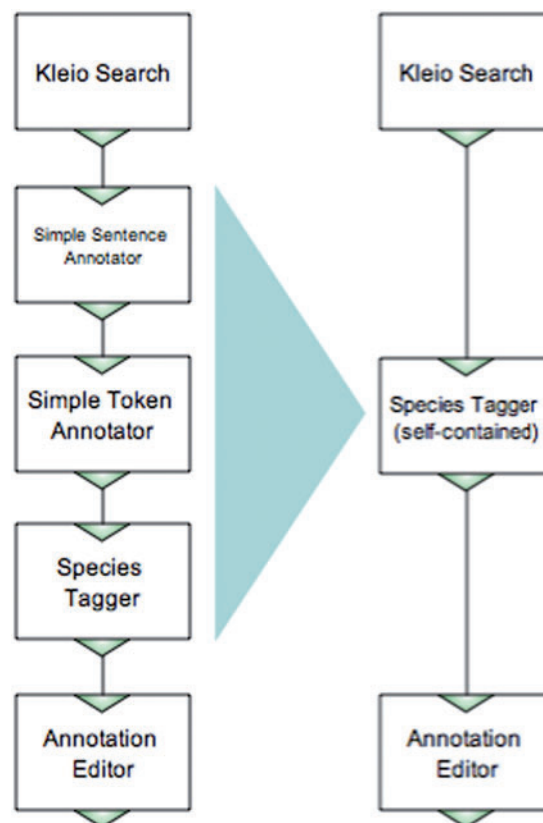 Kleio Search
Simple Sentence
Annotator
Simple Token
Annotator
Species
Tagger
Annotation
Editor
Kleio Search
Species Tagger
(self-contained)
Annotation
Editor